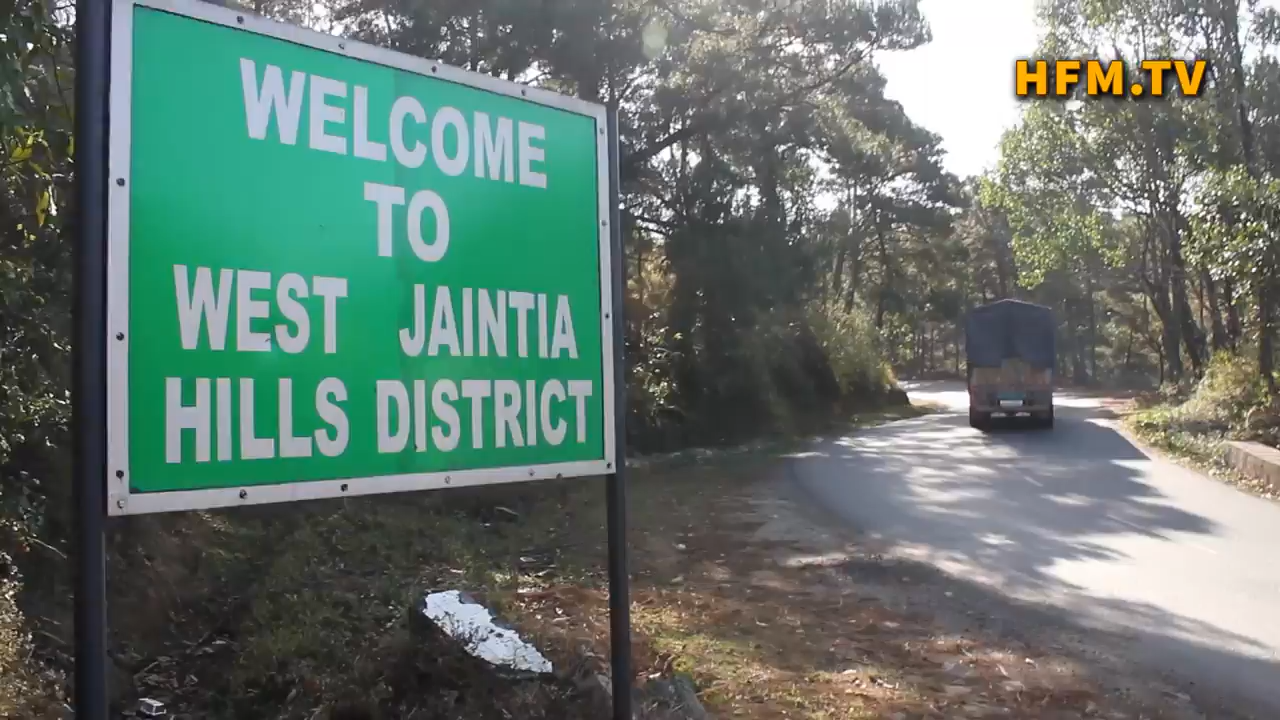 HFM.TV
WELCOME
TO
WEST JAINTIA
HILLS DISTRICT